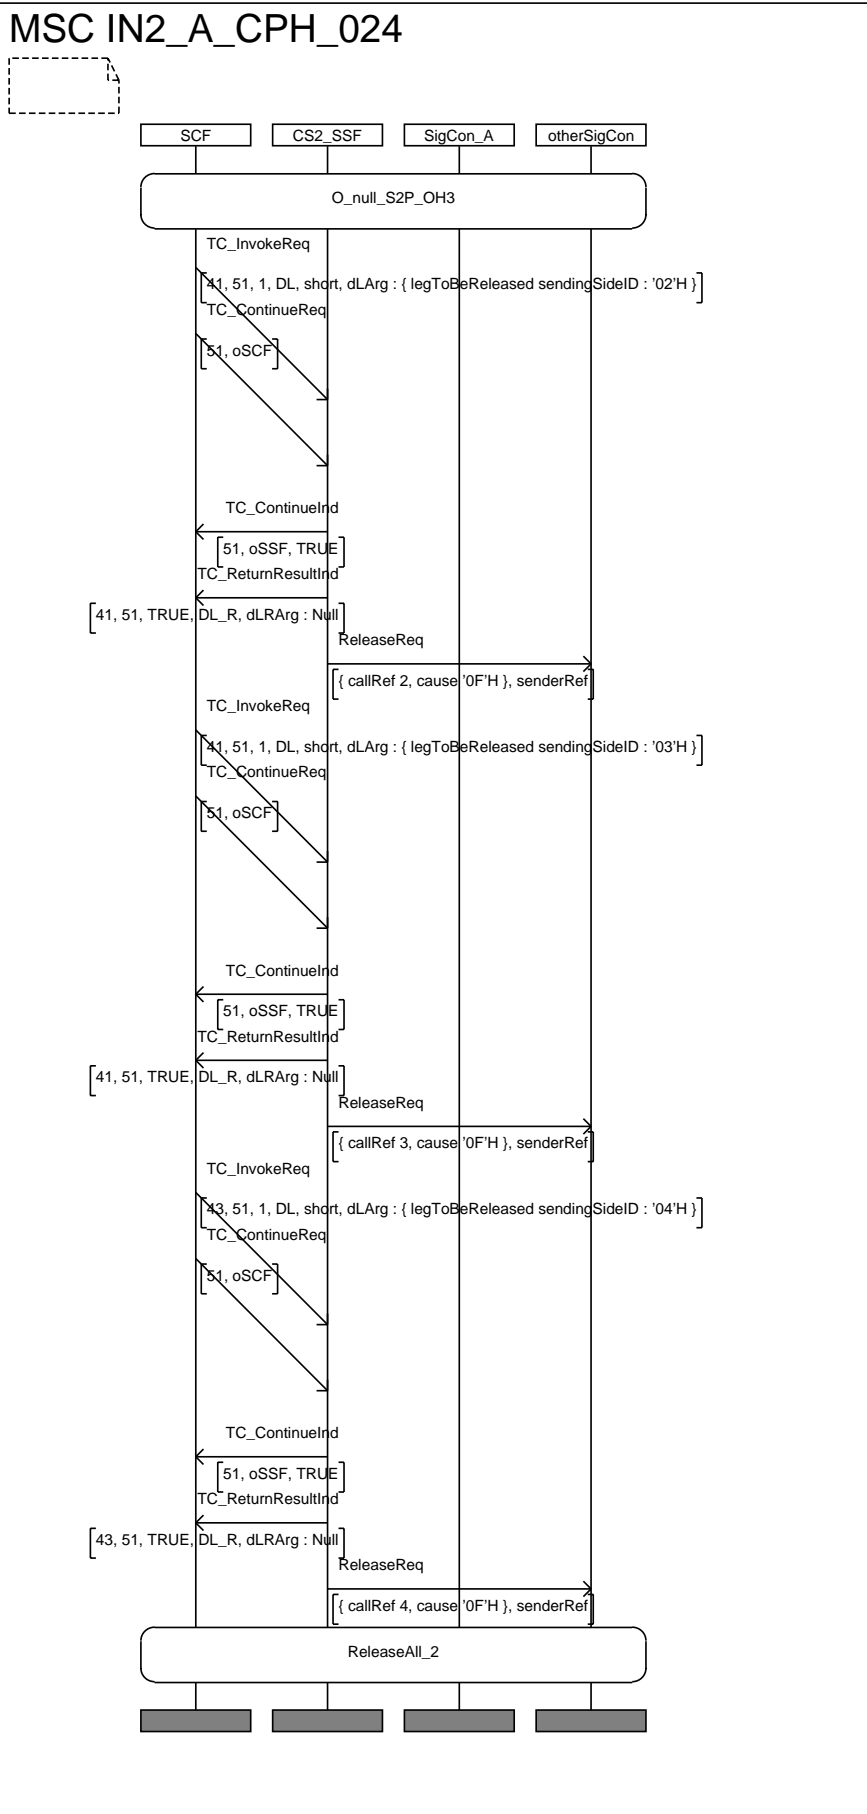 MSC IN2_A_CPH_024
SCF CS2_SSF SigCon_A otherSigCon
O_null_S2P_OH3
TC_InvokeReq
41, 51, 1, DL, short, dLArg : { legToBeReleased sendingSideID : '02'H }
TC_ContinueReq
51, oSCF
TC_ContinueInd
51, oSSF, TRUE
TC_ReturnResultInd
41, 51, TRUE, DL_R, dLRArg : Null
ReleaseReq
{ callRef 2, cause '0F'H }, senderRef
TC_InvokeReq
41, 51, 1, DL, short, dLArg : { legToBeReleased sendingSideID : '03'H }
TC_ContinueReq
51, oSCF
TC_ContinueInd
51, oSSF, TRUE
TC_ReturnResultInd
41, 51, TRUE, DL_R, dLRArg : Null
ReleaseReq
{ callRef 3, cause '0F'H }, senderRef
TC_InvokeReq
43, 51, 1, DL, short, dLArg : { legToBeReleased sendingSideID : '04'H }
TC_ContinueReq
51, oSCF
TC_ContinueInd
51, oSSF, TRUE
TC_ReturnResultInd
43, 51, TRUE, DL_R, dLRArg : Null
ReleaseReq
{ callRef 4, cause '0F'H }, senderRef
ReleaseAll_2